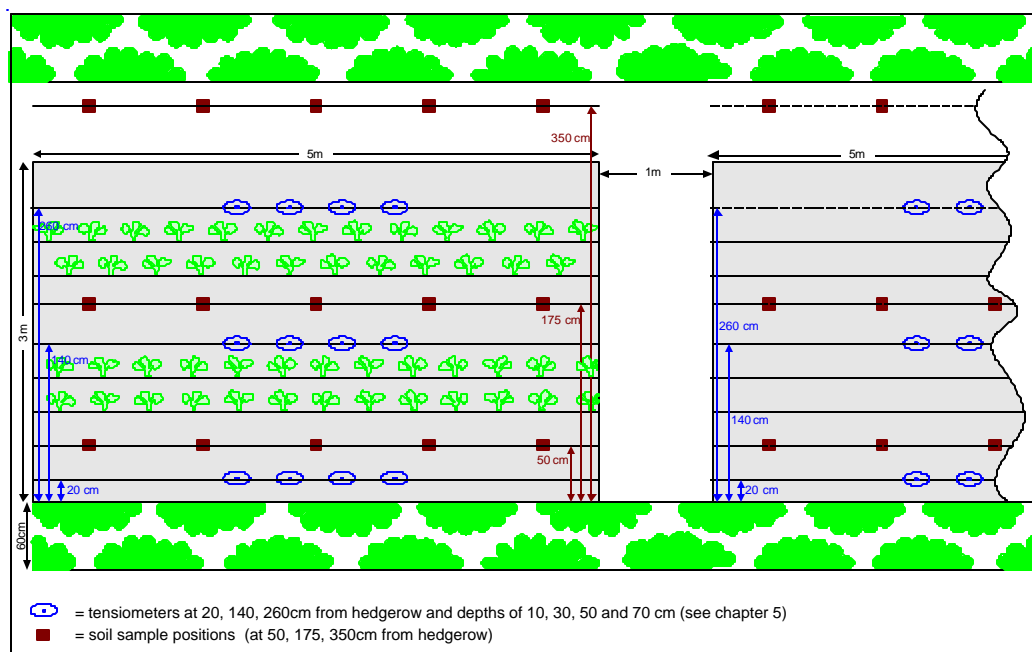 350 cm
5m
5m
1m
260 cm
3m
175 cm
260 cm
140 cm
140 cm
50 cm
20 cm
20 cm
60cm
= tensiometers at 20, 140, 260cm from hedgerow and depths of 10, 30, 50 and 70 cm (see chapter 5)
= soil sample positions (at 50, 175, 350cm from hedgerow)